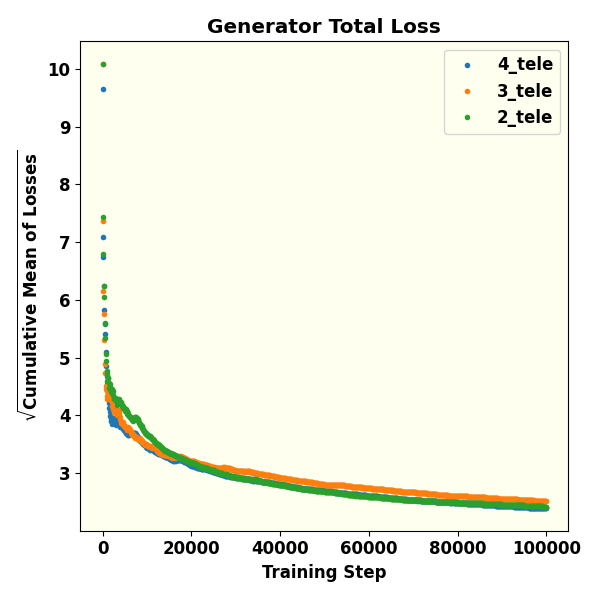 Generator Total Loss
10
9
8
7
6
5
4
3
√Cumulative Mean of Losses
4_tele
3_tele
2_tele
0 20000 40000 60000 80000 100000
Training Step